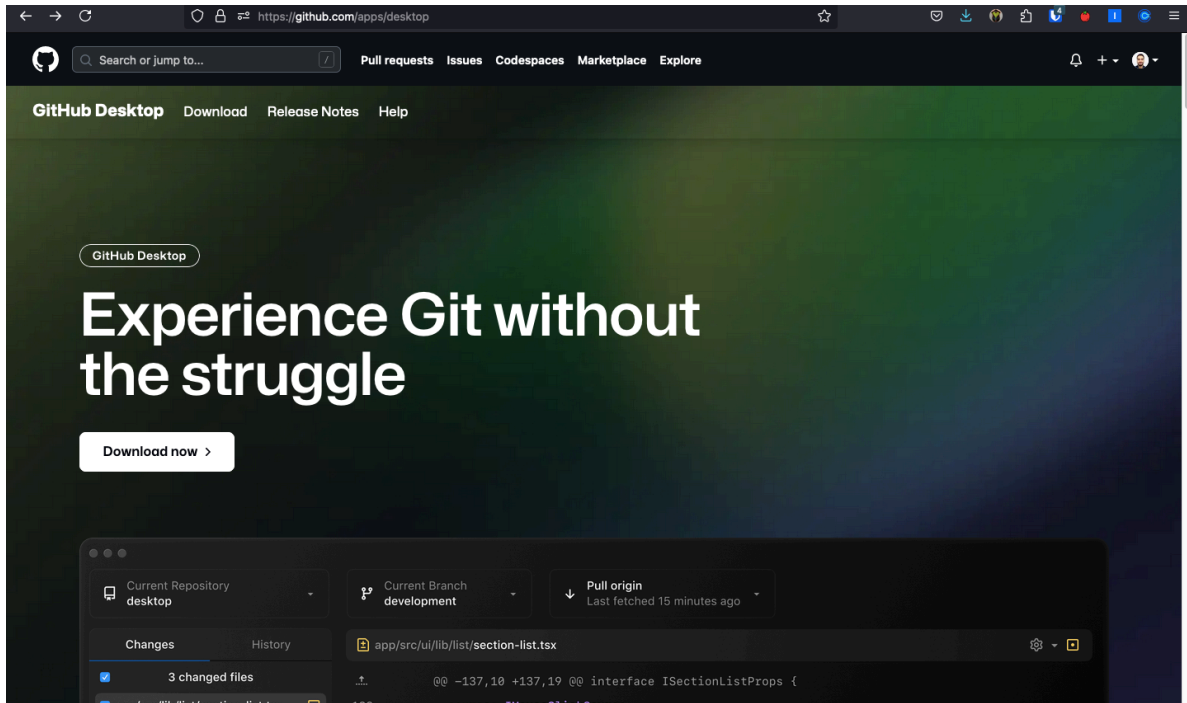 https://github.com/apps/desktop
4
Search or jump to...
/
Pull requests Issues Codespaces Marketplace Explore
GitHub Desktop Download Release Notes Help
GitHub Desktop
Experience Git without
the struggle
Download now
Current Repository
desktop
Current Branch
development
Pull origin
Last fetched 15 minutes ago
Changes History
app/src/ui/lib/list/section-list.tsx
3 changed files
@@ -137,10 +137,19 @@ interface ISectionListProps {